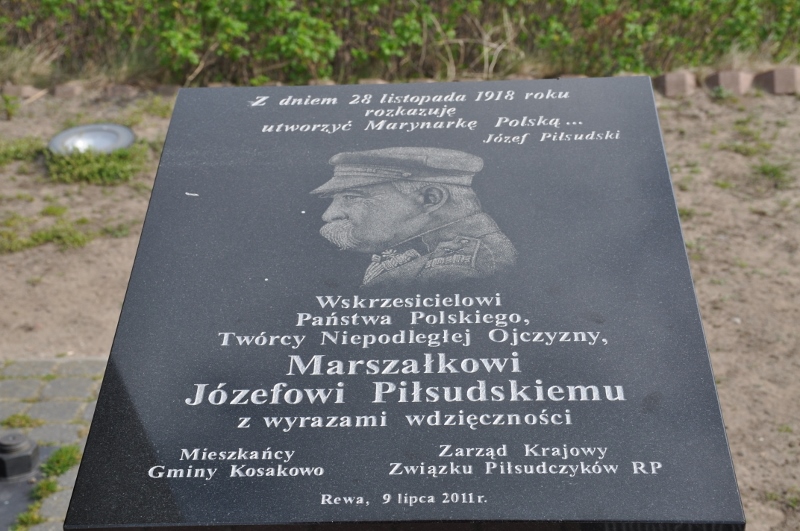 Z dniem 28 listopada 1918 roku
rozkazuję
utworzyć Marynarkę Polską...
Józef Piłsudski
Wskrzesicielowi
Państwa Polskiego,
Twórcy Niepodległej Ojczyzny,
Marszałkowi
Józefowi Piłsudskiemu
z wyrazami wdzięczności
Mieszkańcy
Gminy Kosakowo
Zarząd Krajowy
Związku Piłsudczyków RP
Rewa, 9 lipca 2011r.